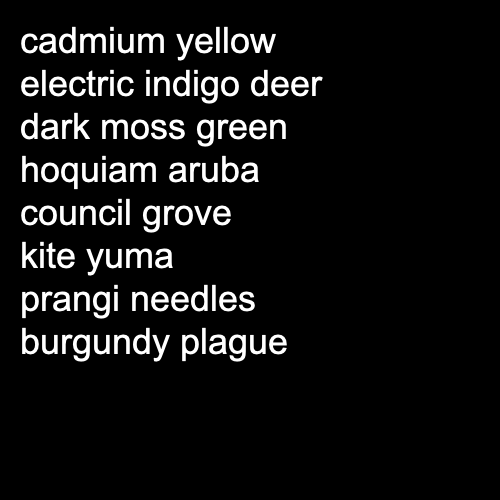 cadmium yellow
electric indigo deer
dark moss green
hoquiam aruba
council grove
kite yuma
prangi needles
burgundy plague